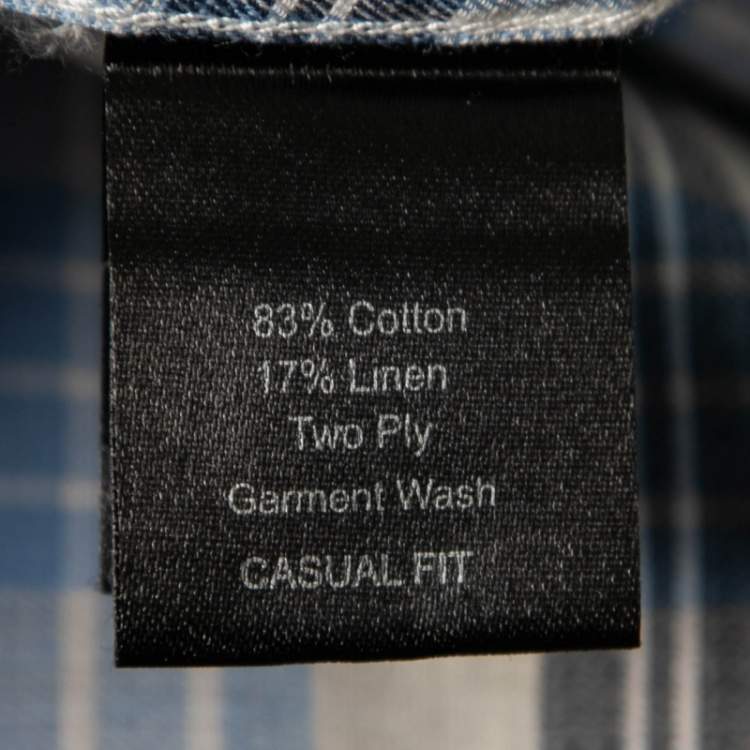 83% Cotton
17% Linen
Two Ply
Garment Wash
CASUAL FIT